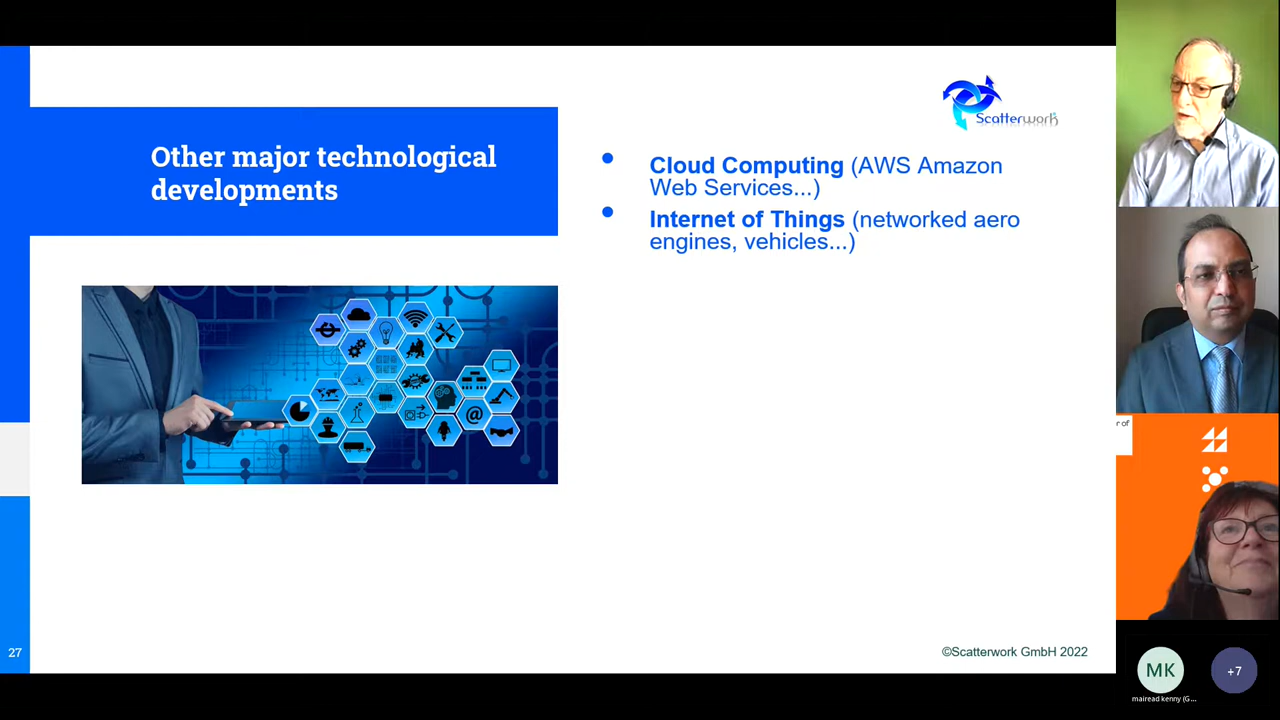 Other major technological
developments
Scatterwork
• Cloud Computing (AWS Amazon
Web Services...)
• Internet of Things (networked aero
engines, vehicles...)
@
27
©Scatterwork GmbH 2022
r of
MK
+7
mairead kenny (G...